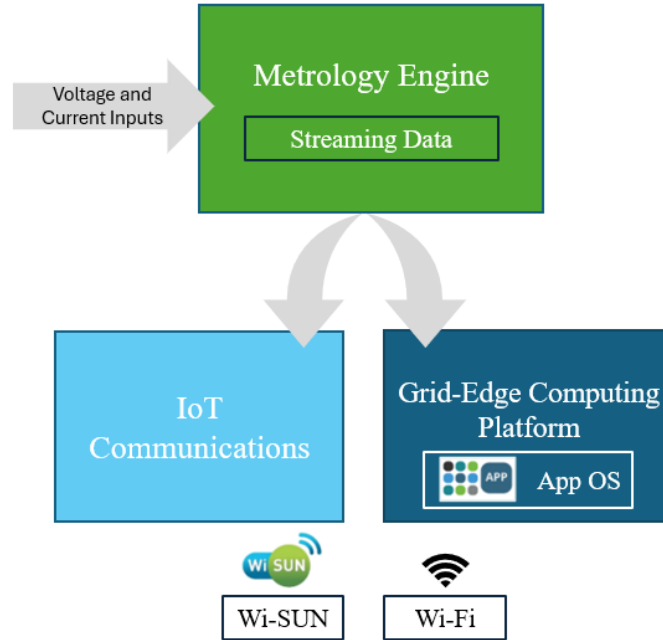 Metrology Engine
Voltage and
Current Inputs
Streaming Data
IoT
Communications
Grid-Edge Computing
Platform
APP
App OS
Wi SUN
Wi-SUN
Wi-Fi